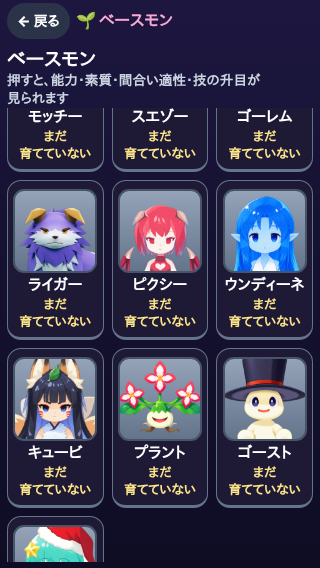 ← 戻る
🌱 ベースモン
ベースモン
押すと、能力・素質・間合い適性・技の升目が
見られます
モッチー
まだ
育てていない
スエゾー
まだ
育てていない
ゴーレム
まだ
育てていない
ライガー
まだ
育てていない
ピクシー
まだ
育てていない
ウンディーネ
まだ
育てていない
キュービ
まだ
育てていない
プラント
まだ
育てていない
ゴースト
まだ
育てていない